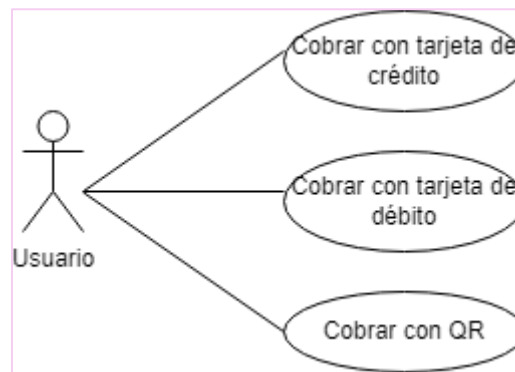 Cobrar con tarjeta de
crédito
Cobrar con tarjeta de
débito
Usuario
Cobrar con QR